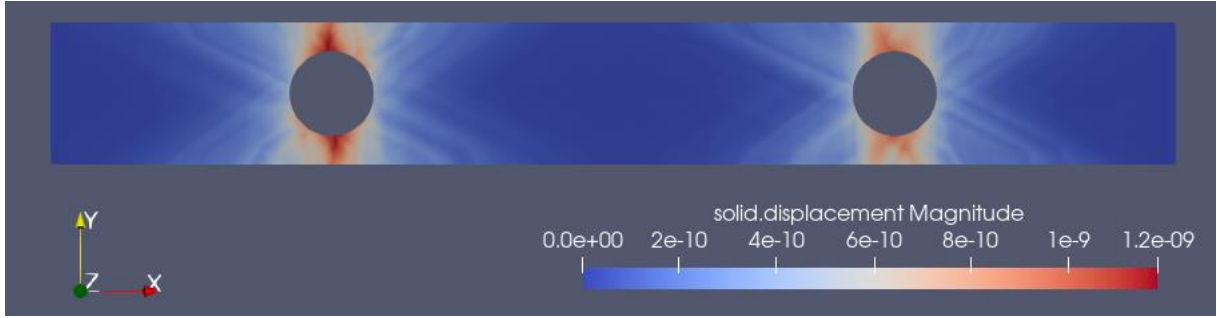 solid.displacement Magnitude
0.0e+00 2e-10 4e-10 6e-10 8e-10 1e-9 1.2e-09
Y
Z X